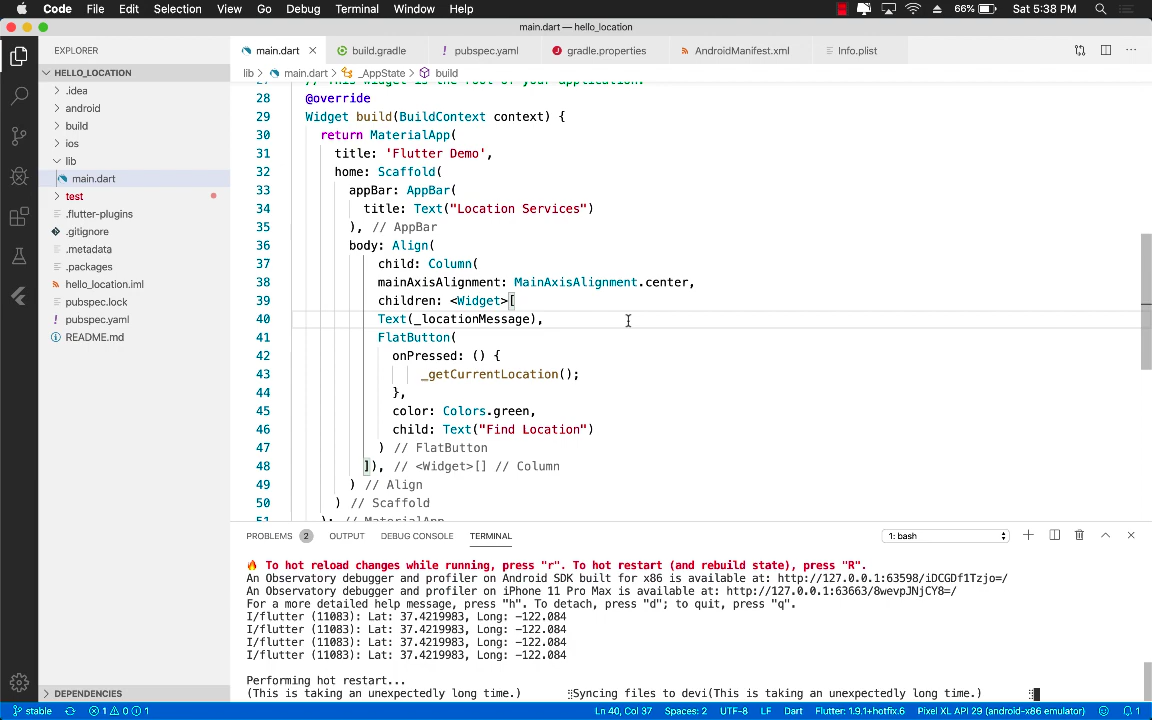 Code File Edit Selection View Go Debug Terminal Window Help 66% Sat 5:38 PM
main.dart — hello_location
EXPLORER
main.dart build.gradle ! pubspec.yaml gradle.properties AndroidManifest.xml Info.plist
HELLO_LOCATION
lib > main.dart > _AppState > build
.idea
android
build
ios
lib
main.dart
test
.flutter-plugins
.gitignore
.metadata
.packages
hello_location.iml
pubspec.lock
! pubspec.yaml
README.md
DEPENDENCIES
27 // This widget is the root of your application.
28 @override
29 Widget build(BuildContext context) {
30 return MaterialApp(
31 title: 'Flutter Demo',
32 home: Scaffold(
33 appBar: AppBar(
34 title: Text("Location Services")
35 ), // AppBar
36 body: Align(
37 child: Column(
38 mainAxisAlignment: MainAxisAlignment.center,
39 children: <Widget>[
40 Text(_locationMessage),
41 FlatButton(
42 onPressed: () {
43 _getCurrentLocation();
44 },
45 color: Colors.green,
46 child: Text("Find Location")
47 ) // FlatButton
48 ]), // <Widget>[] // Column
49 ) // Align
50 ) // Scaffold
51 ); // MaterialApp
PROBLEMS 2 OUTPUT DEBUG CONSOLE TERMINAL 1: bash
🔥 To hot reload changes while running, press "r". To hot restart (and rebuild state), press "R".
An Observatory debugger and profiler on Android SDK built for x86 is available at: http://127.0.0.1:63598/iDCGDf1Tzjo=/
An Observatory debugger and profiler on iPhone 11 Pro Max is available at: http://127.0.0.1:63663/8wevpJNjCY8=/
For a more detailed help message, press "h". To detach, press "d"; to quit, press "q".
I/flutter (11083): Lat: 37.4219983, Long: -122.084
I/flutter (11083): Lat: 37.4219983, Long: -122.084
I/flutter (11083): Lat: 37.4219983, Long: -122.084
I/flutter (11083): Lat: 37.4219983, Long: -122.084
Performing hot restart...
(This is taking an unexpectedly long time.) ⣽Syncing files to devi(This is taking an unexpectedly long time.) ⣽
stable 1 0 1 Ln 40, Col 37 Spaces: 2 UTF-8 LF Dart Flutter: 1.9.1+hotfix.6 Pixel XL API 29 (android-x86 emulator) 1